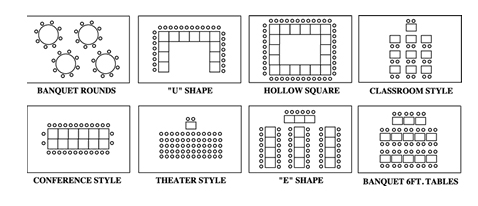 BANQUET ROUNDS
"U" SHAPE
HOLLOW SQUARE
CLASSROOM STYLE
CONFERENCE STYLE
THEATER STYLE
"E" SHAPE
BANQUET 6FT. TABLES